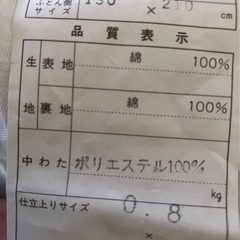 ふとん側 150 × 210
サイズ cm
品質表示
生地 表地 綿 100%
裏地 綿 100%
中わた ポリエステル100%
kg
仕立上りサイズ 0.8
×